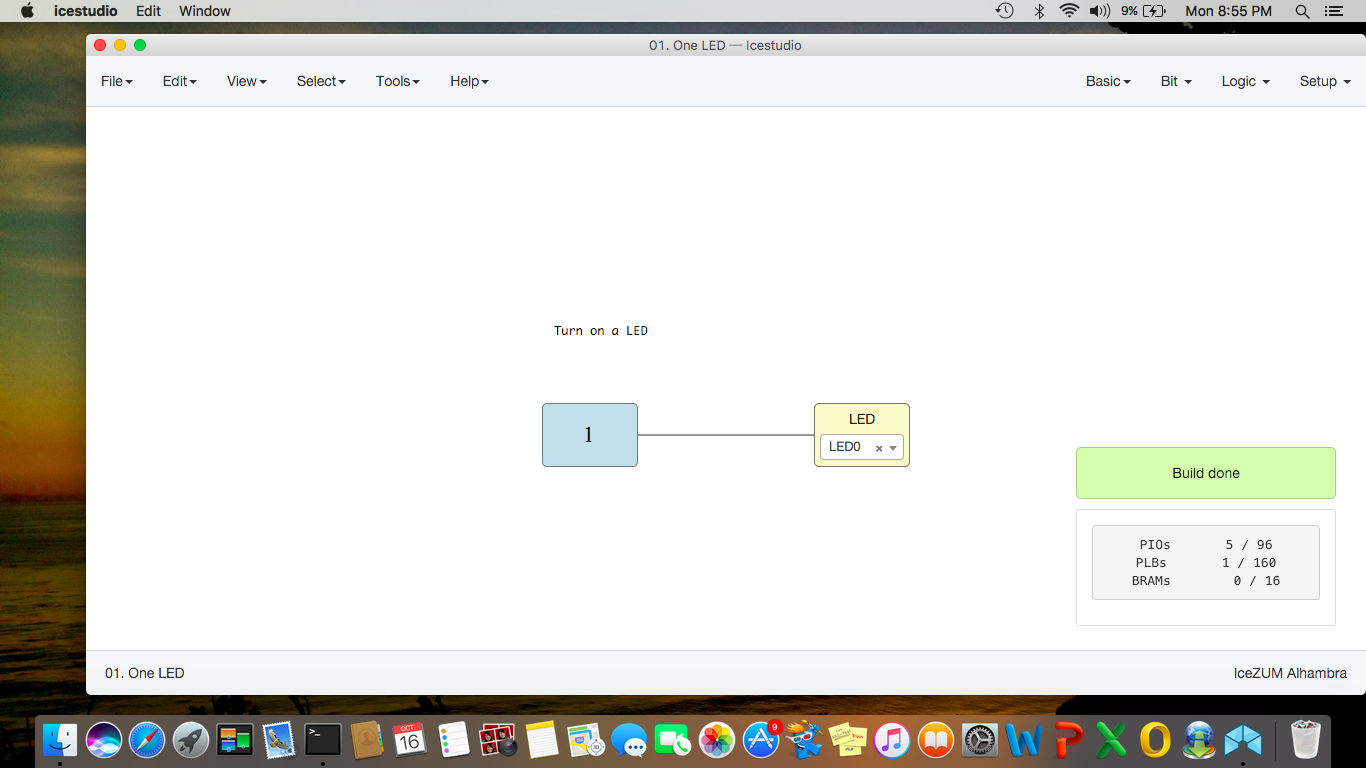 icestudio Edit Window 9% Mon 8:55 PM
01. One LED — Icestudio
File Edit View Select Tools Help Basic Bit Logic Setup
Turn on a LED
1
LED
LED0
Build done
PIOs 5 / 96
PLBs 1 / 160
BRAMs 0 / 16
01. One LED IceZUM Alhambra
9
OCT
16